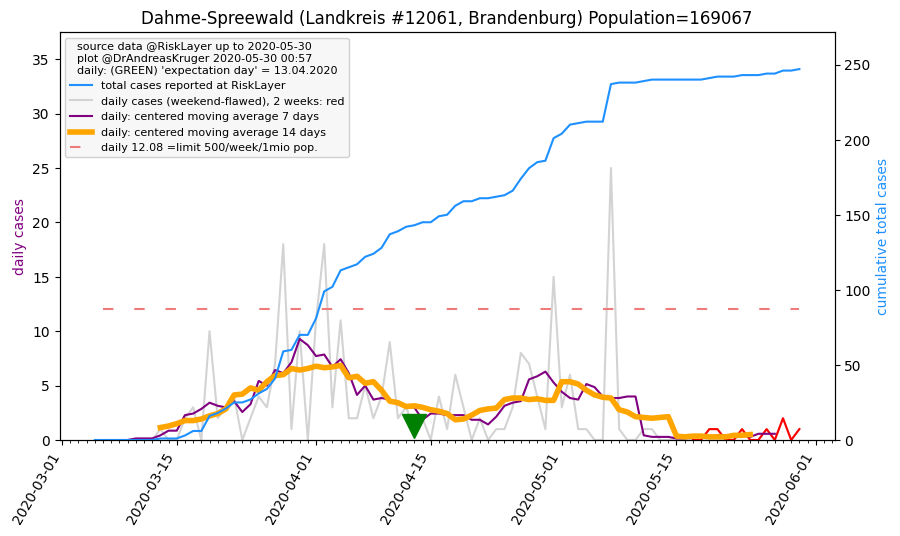 Dahme-Spreewald (Landkreis #12061, Brandenburg) Population=169067
source data @RiskLayer up to 2020-05-30
plot @DrAndreasKruger 2020-05-30 00:57
daily: (GREEN) 'expectation day' = 13.04.2020
total cases reported at RiskLayer
daily cases (weekend-flawed), 2 weeks: red
daily: centered moving average 7 days
daily: centered moving average 14 days
daily 12.08 =limit 500/week/1mio pop.
daily cases
35
30
25
20
15
10
5
0
cumulative total cases
250
200
150
100
50
0
2020-03-01
2020-03-15
2020-04-01
2020-04-15
2020-05-01
2020-05-15
2020-06-01